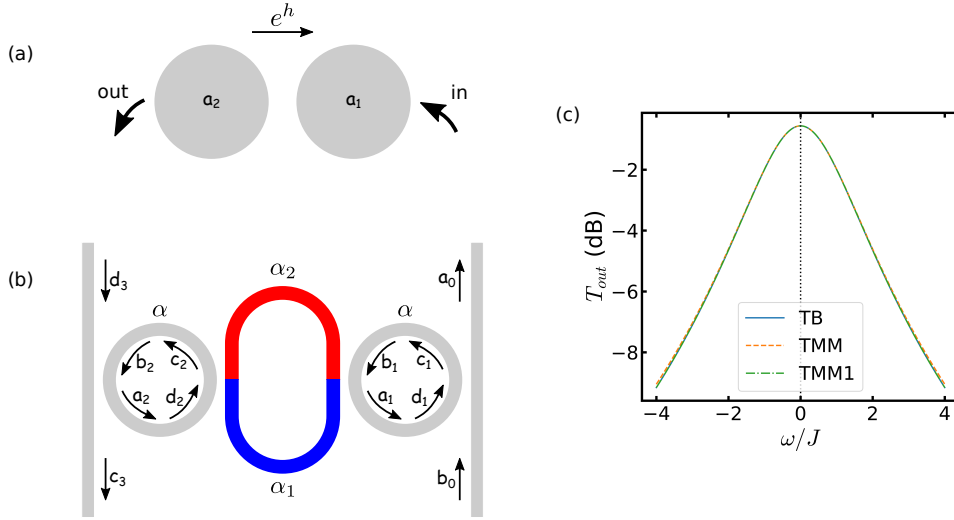 (a)
e^h
out
a₂
a₁
in
(b)
d₃
α
b₂
c₂
a₂
d₂
c₃
α₂
α₁
a₀
α
b₁
c₁
a₁
d₁
b₀
(c)
T_out (dB)
−2
−4
−6
−8
TB
TMM
TMM1
−4 −2 0 2 4
ω/J